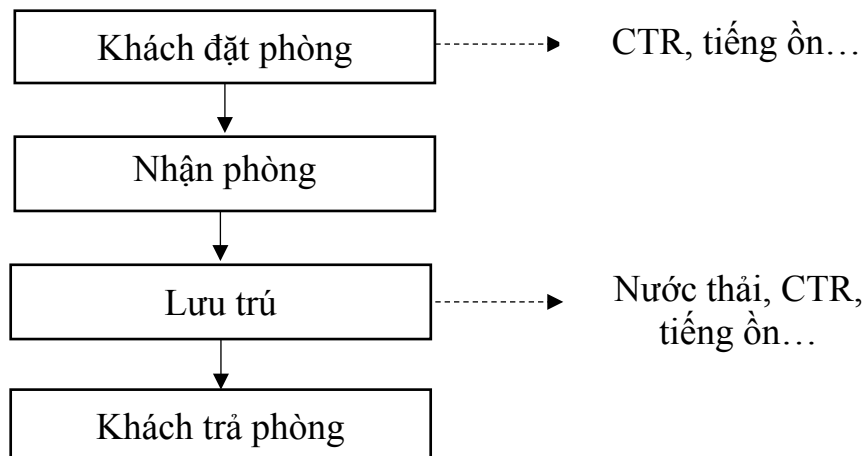 Khách đặt phòng
CTR, tiếng ồn…
Nhận phòng
Lưu trú
Nước thải, CTR,
tiếng ồn…
Khách trả phòng